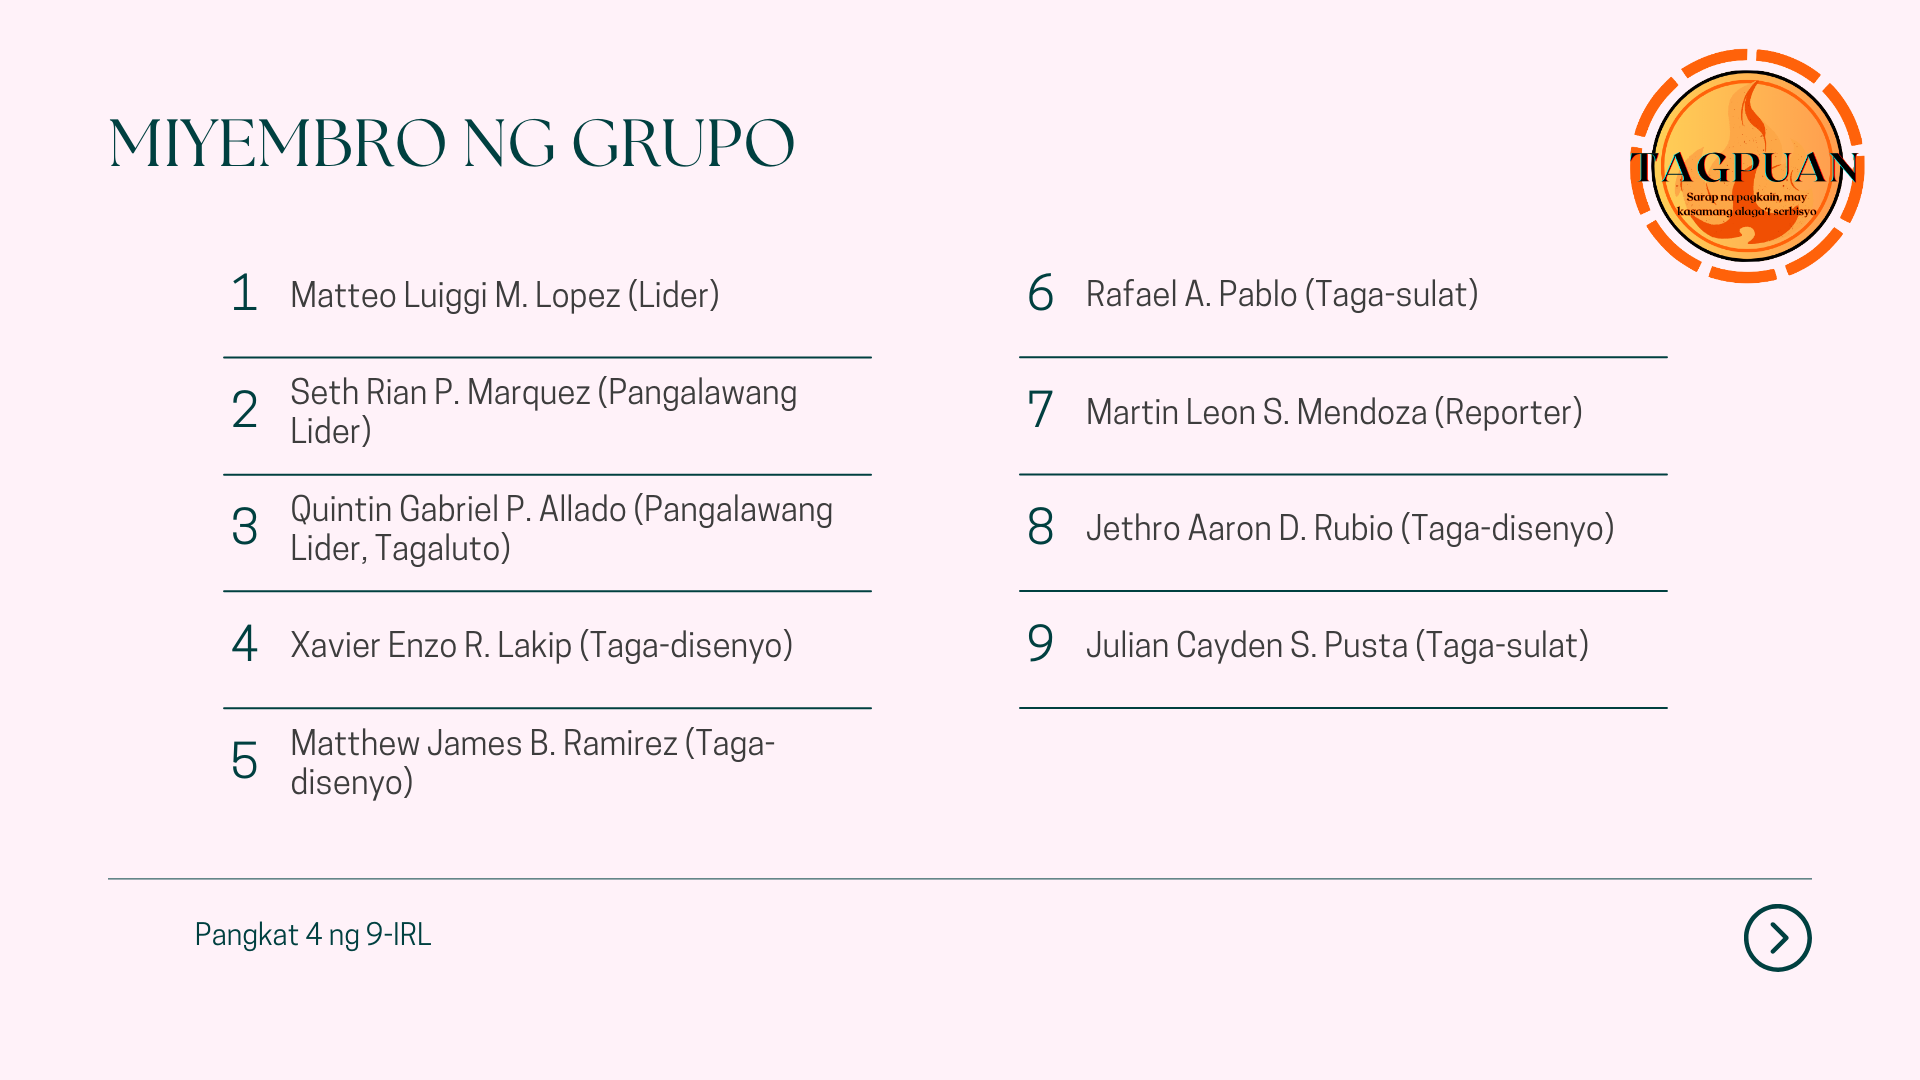 MIYEMBRO NG GRUPO
TAGPUAN
Sarap na pagkain, may
kasamang alaga't serbisyo
1 Matteo Luiggi M. Lopez (Lider)
2 Seth Rian P. Marquez (Pangalawang
Lider)
3 Quintin Gabriel P. Allado (Pangalawang
Lider, Tagaluto)
4 Xavier Enzo R. Lakip (Taga-disenyo)
5 Matthew James B. Ramirez (Taga-
disenyo)
6 Rafael A. Pablo (Taga-sulat)
7 Martin Leon S. Mendoza (Reporter)
8 Jethro Aaron D. Rubio (Taga-disenyo)
9 Julian Cayden S. Pusta (Taga-sulat)
Pangkat 4 ng 9-IRL